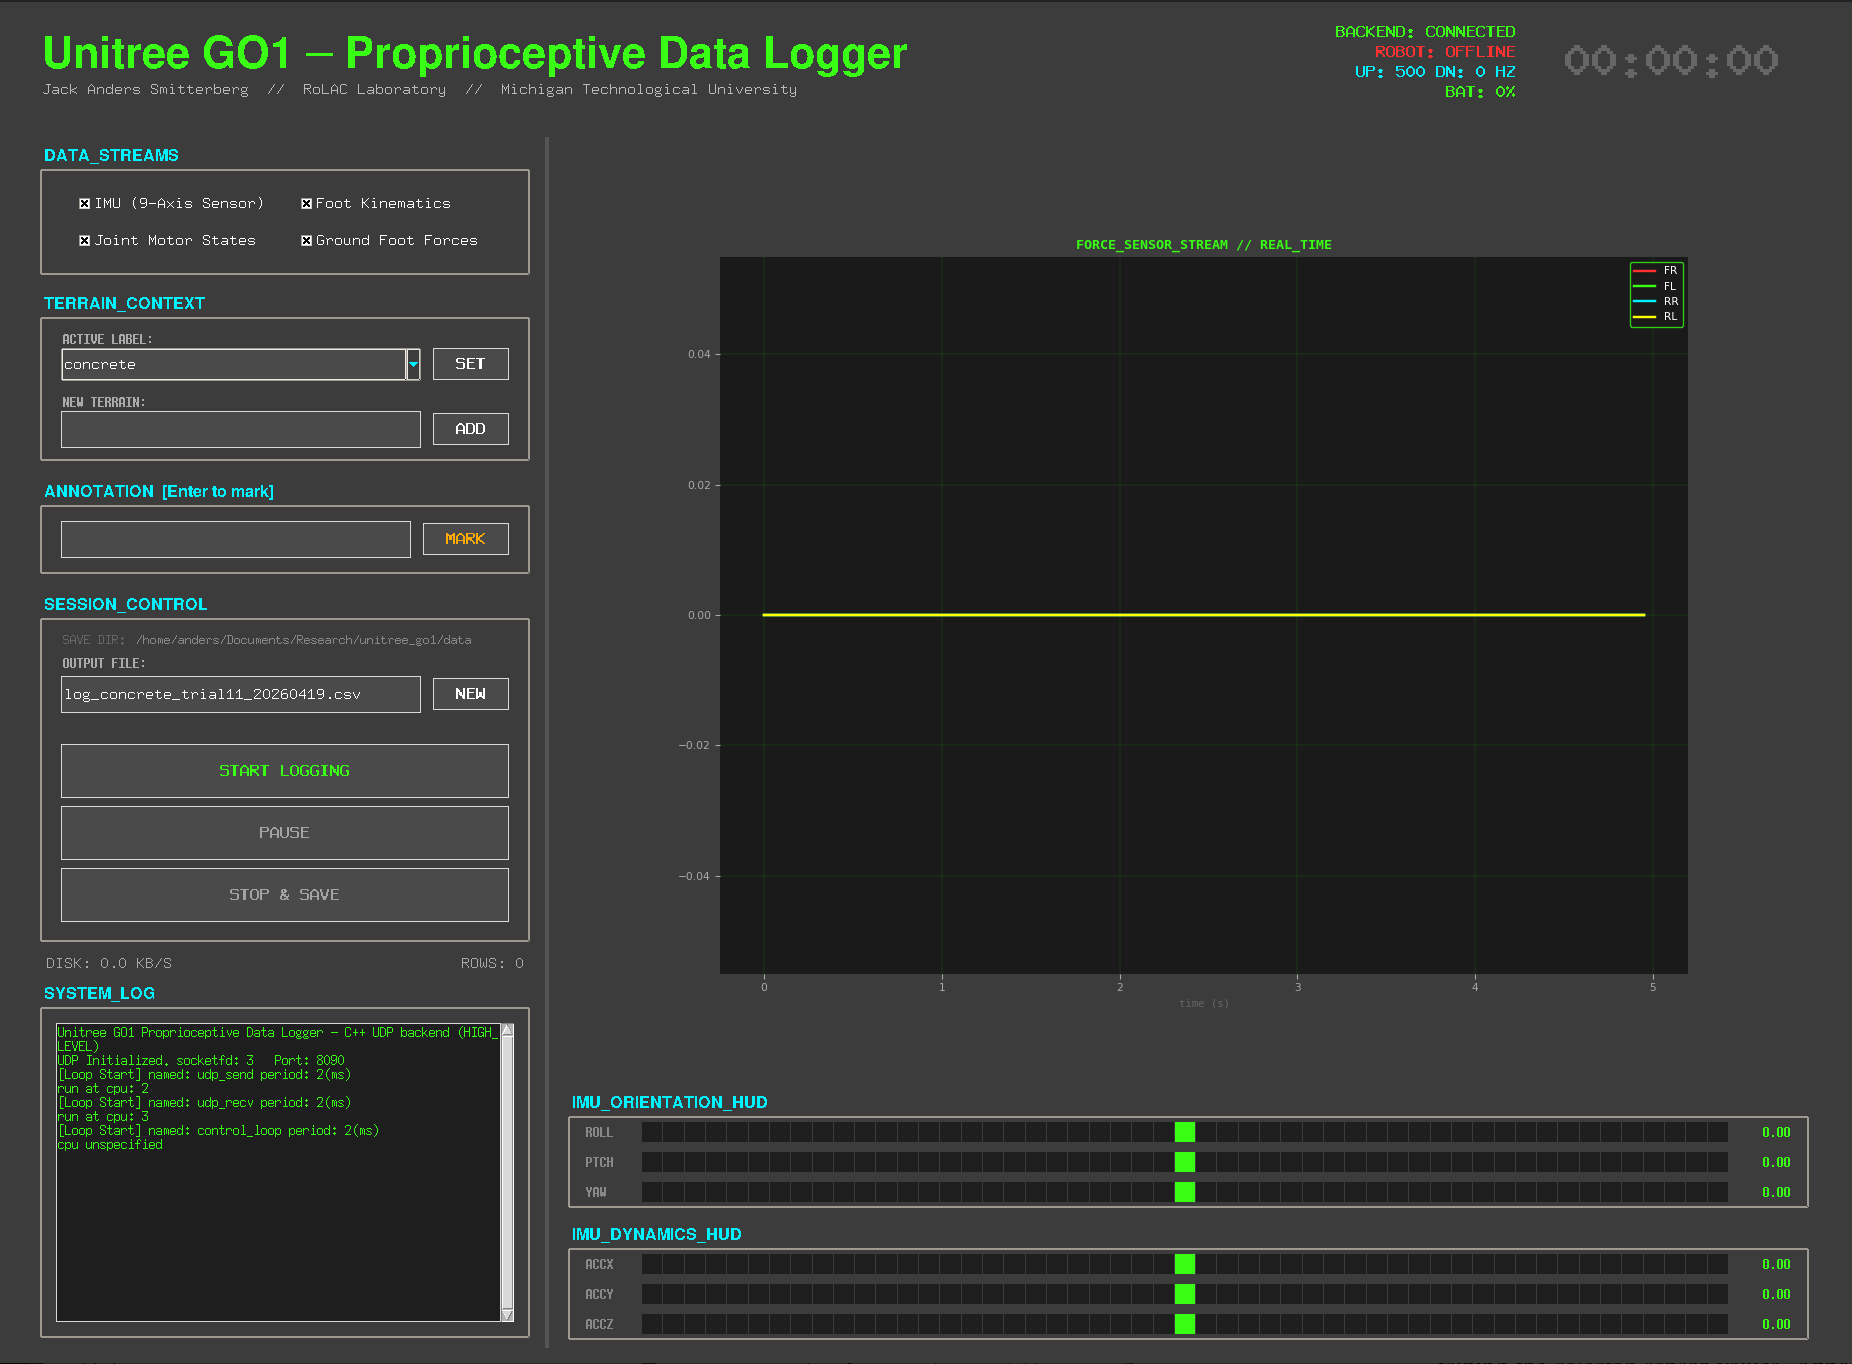 Unitree GO1 — Proprioceptive Data Logger
Jack Anders Smitterberg // RoLAC Laboratory // Michigan Technological University
BACKEND: CONNECTED
ROBOT: OFFLINE
UP: 500 DN: 0 HZ
BAT: 0%
00:00:00
DATA_STREAMS
IMU (9-Axis Sensor)
Foot Kinematics
Joint Motor States
Ground Foot Forces
TERRAIN_CONTEXT
ACTIVE LABEL:
concrete
SET
NEW TERRAIN:
ADD
ANNOTATION [Enter to mark]
MARK
SESSION_CONTROL
SAVE DIR: /home/anders/Documents/Research/unitree_go1/data
OUTPUT FILE:
log_concrete_trial11_20260419.csv
NEW
START LOGGING
PAUSE
STOP & SAVE
DISK: 0.0 KB/S
ROWS: 0
SYSTEM_LOG
Unitree GO1 Proprioceptive Data Logger — C++ UDP backend (HIGH_
LEVEL)
UDP Initialized. socketfd: 3 Port: 8090
[Loop Start] named: udp_send period: 2(ms)
run at cpu: 2
[Loop Start] named: udp_recv period: 2(ms)
run at cpu: 3
[Loop Start] named: control_loop period: 2(ms)
cpu unspecified
FORCE_SENSOR_STREAM // REAL_TIME
FR
FL
RR
RL
0.04
0.02
0.00
−0.02
−0.04
0 1 2 3 4 5
time (s)
IMU_ORIENTATION_HUD
ROLL 0.00
PTCH 0.00
YAW 0.00
IMU_DYNAMICS_HUD
ACCX 0.00
ACCY 0.00
ACCZ 0.00